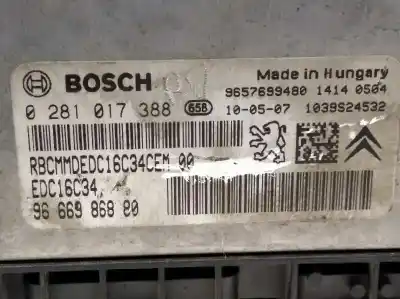 BOSCH
Made in Hungary
9657699480 1414 0504
0 281 017 388 658 10-05-07 1039S24532
RBCMMDEDC16C34CEM 00
EDC16C34
96 669 868 80